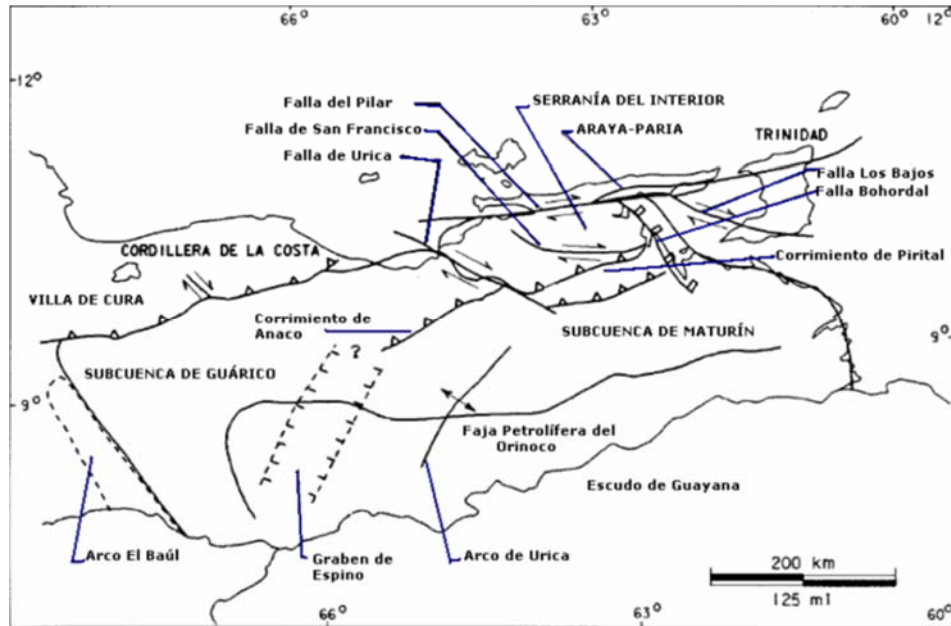 66°
63°
60° 12°
12°
Falla del Pilar
SERRANÍA DEL INTERIOR
Falla de San Francisco
ARAYA-PARIA
TRINIDAD
Falla de Urica
Falla Los Bajos
Falla Bohordal
CORDILLERA DE LA COSTA
Corrimiento de Pirital
VILLA DE CURA
Corrimiento de
Anaco
SUBCUENCA DE MATURÍN
9°
?
SUBCUENCA DE GUÁRICO
9°
Faja Petrolífera del
Orinoco
Escudo de Guayana
Arco El Baúl
Graben de
Espino
Arco de Urica
200 km
125 mi
66°
63°
60°